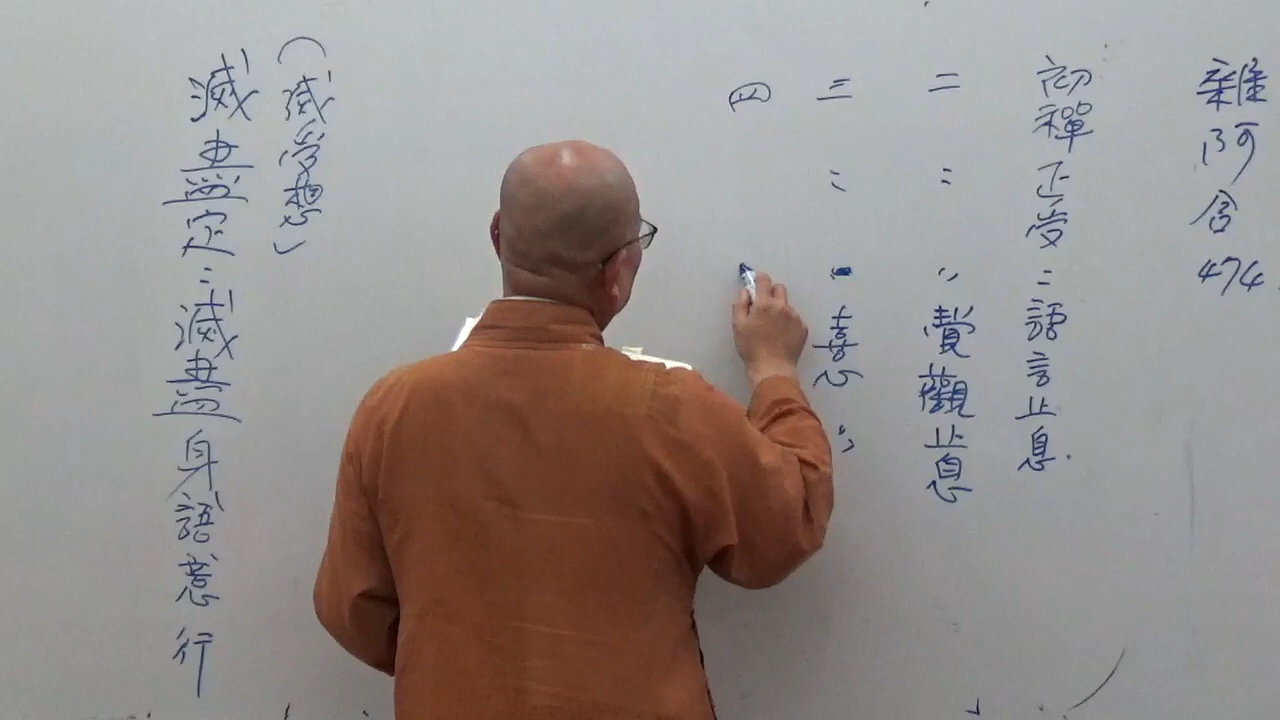 雜阿含474.
初禪正受:語言止息.
二 〃 〃 覺觀止息
三 〃 〃 喜心 〃
四
(滅受想)
滅盡定:滅盡身語意行